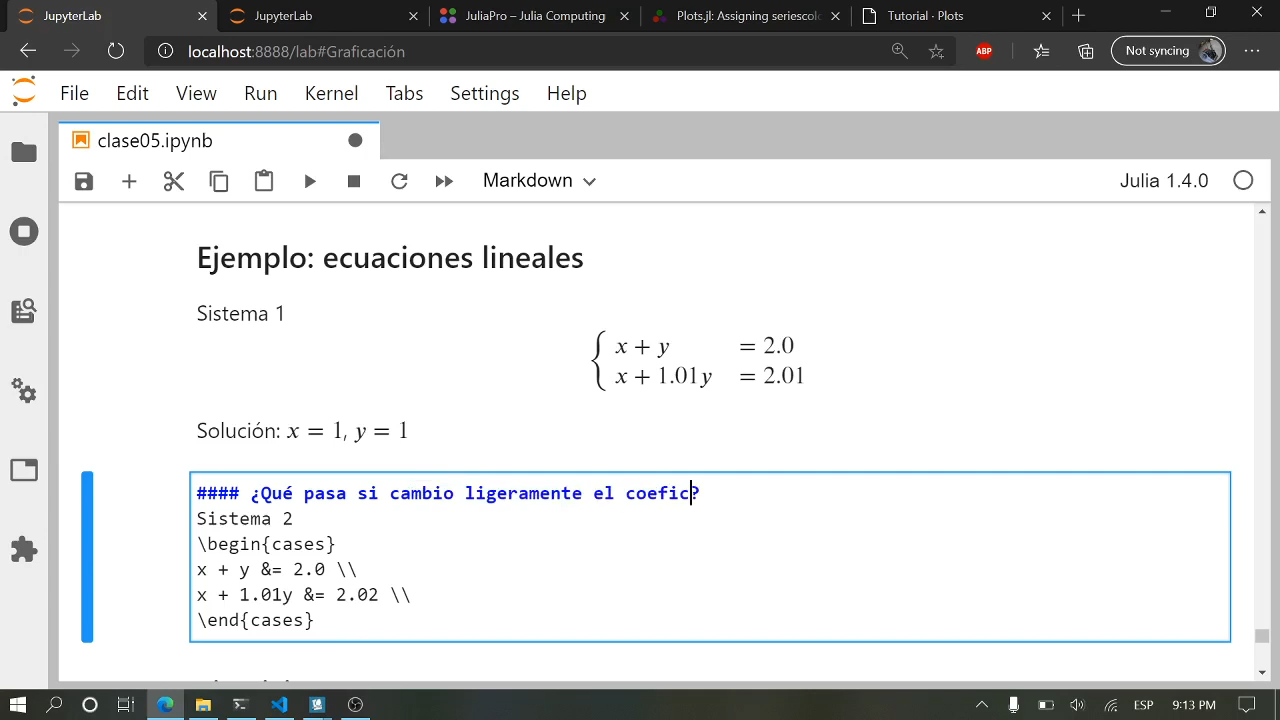 JupyterLab
JupyterLab
JuliaPro – Julia Computing
Plots.jl: Assigning seriescolo
Tutorial · Plots
localhost:8888/lab#Graficación
ABP
Not syncing
File Edit View Run Kernel Tabs Settings Help
clase05.ipynb
Markdown
Julia 1.4.0
Ejemplo: ecuaciones lineales
Sistema 1
x + y = 2.0
x + 1.01y = 2.01
Solución: x = 1, y = 1
#### ¿Qué pasa si cambio ligeramente el coefic?
Sistema 2
\begin{cases}
x + y &= 2.0 \\
x + 1.01y &= 2.02 \\
\end{cases}
ESP
9:13 PM